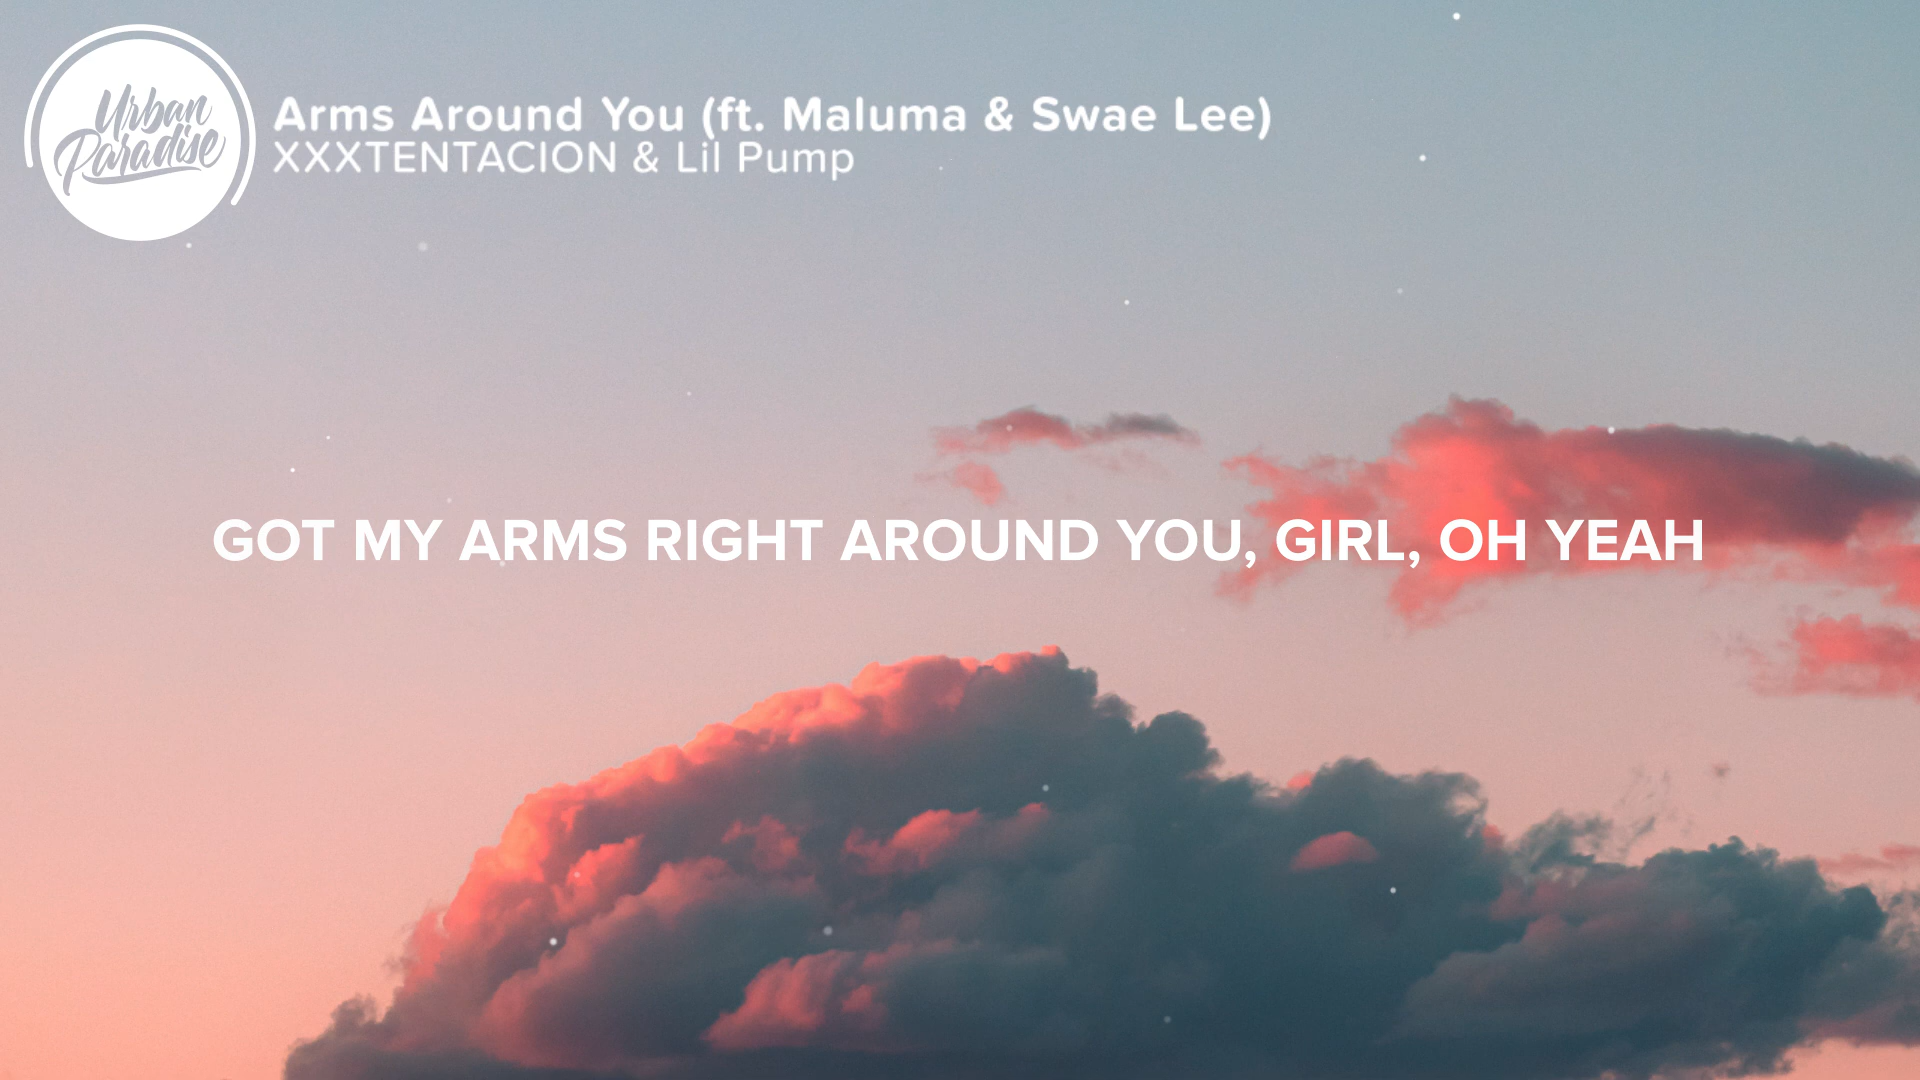 Urban
Paradise
Arms Around You (ft. Maluma & Swae Lee)
XXXTENTACION & Lil Pump
GOT MY ARMS RIGHT AROUND YOU, GIRL, OH YEAH